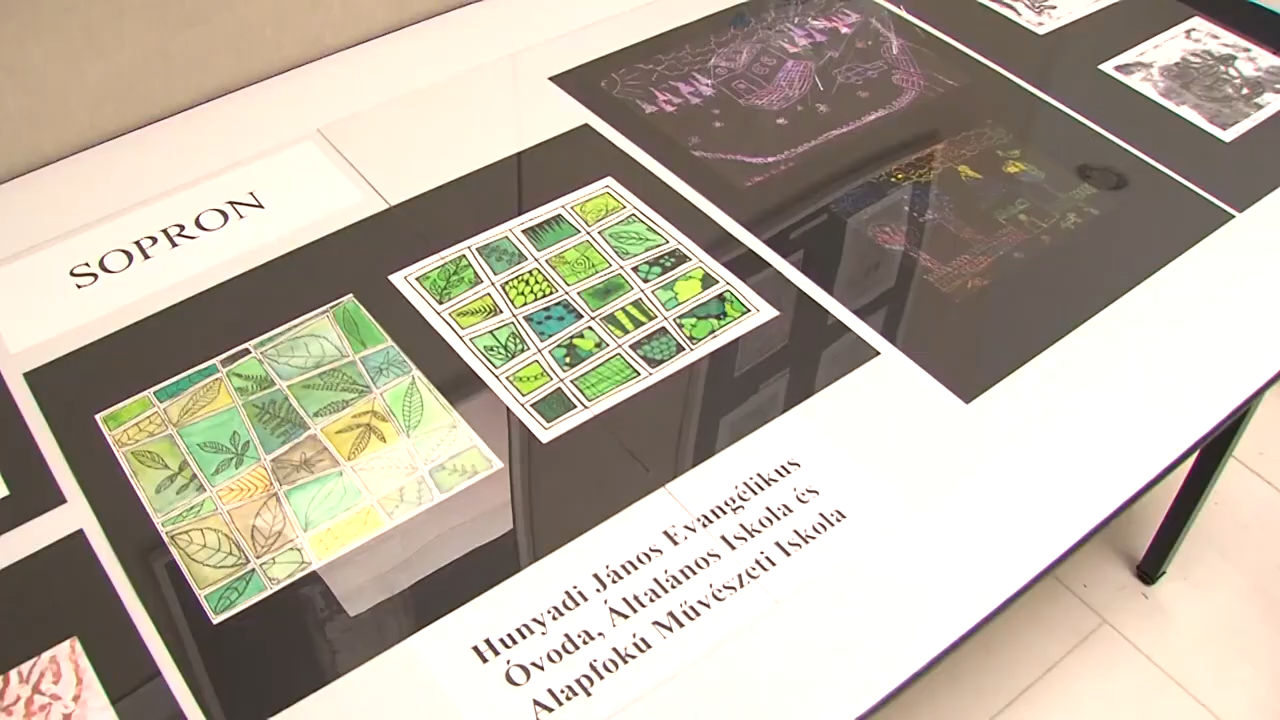 SOPRON
Hunyadi János Evangélikus
Óvoda, Általános Iskola és
Alapfokú Művészeti Iskola